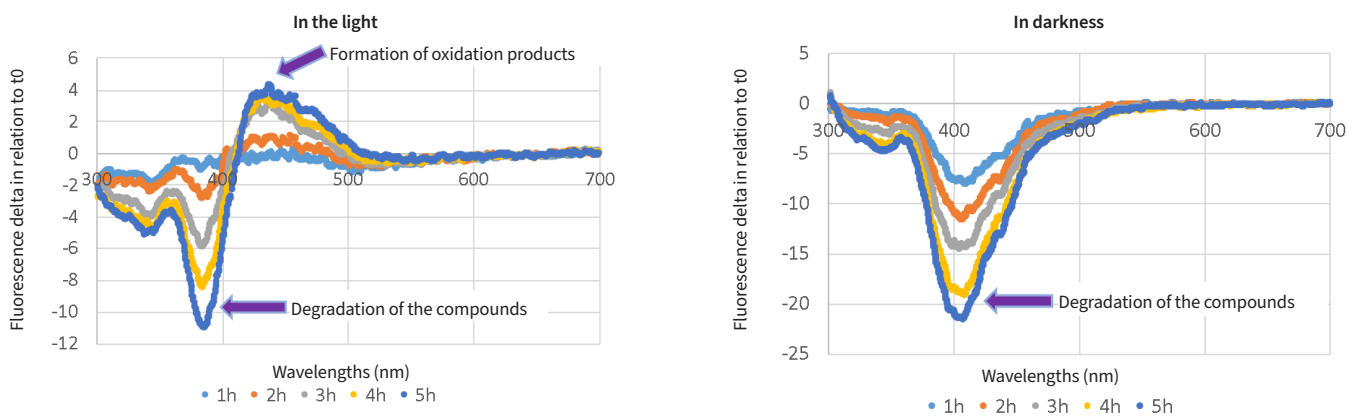 In the light
Fluorescence delta in relation to t0
6
4
2
0
-2
-4
-6
-8
-10
-12
300
400
500
600
700
Formation of oxidation products
Degradation of the compounds
Wavelengths (nm)
1h 2h 3h 4h 5h
In darkness
Fluorescence delta in relation to t0
5
0
-5
-10
-15
-20
-25
300
400
500
600
700
Degradation of the compounds
Wavelengths (nm)
1h 2h 3h 4h 5h